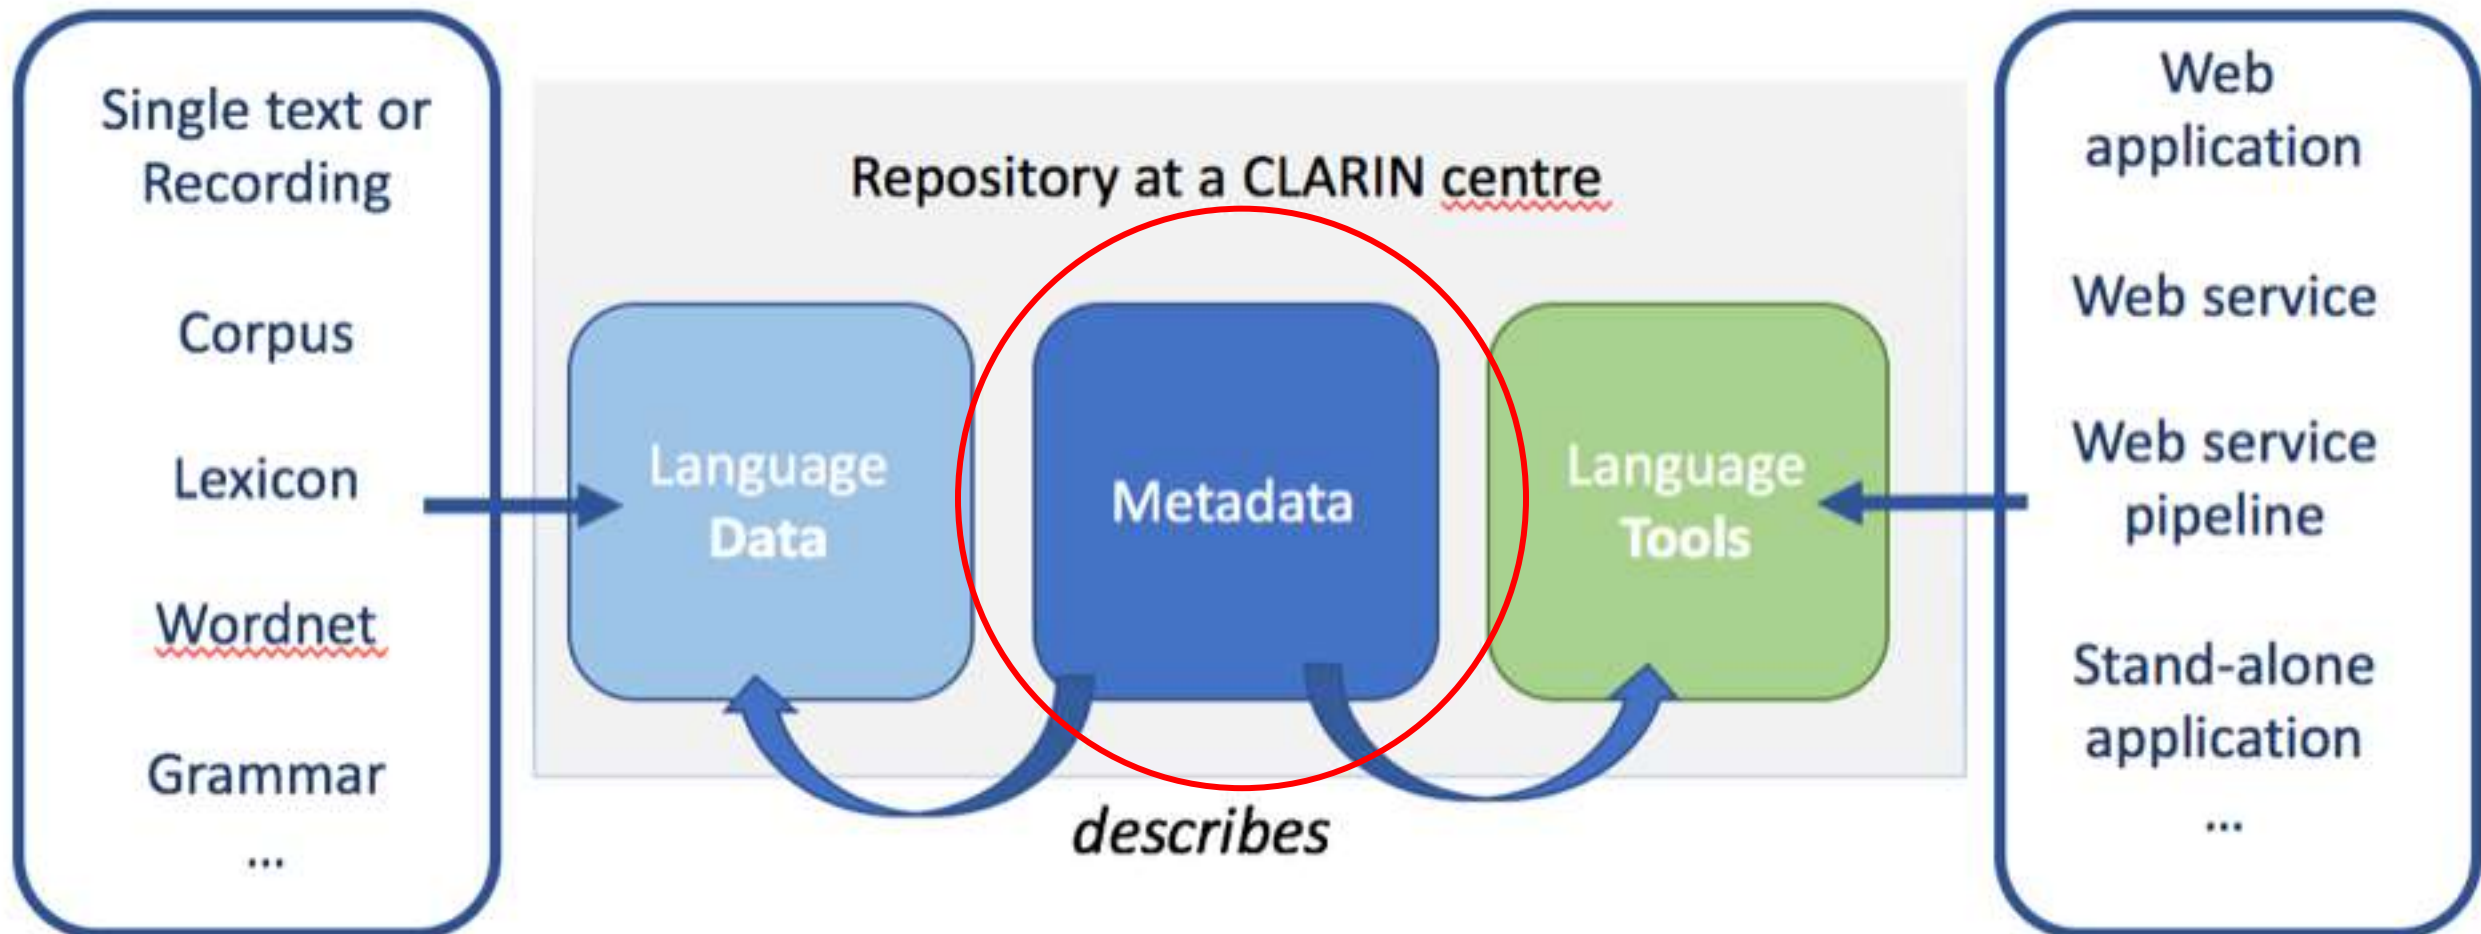 Single text or
Recording
Corpus
Lexicon
Wordnet
Grammar
...
Repository at a CLARIN centre
Language
Data
Metadata
Language
Tools
describes
Web
application
Web service
Web service
pipeline
Stand-alone
application
...